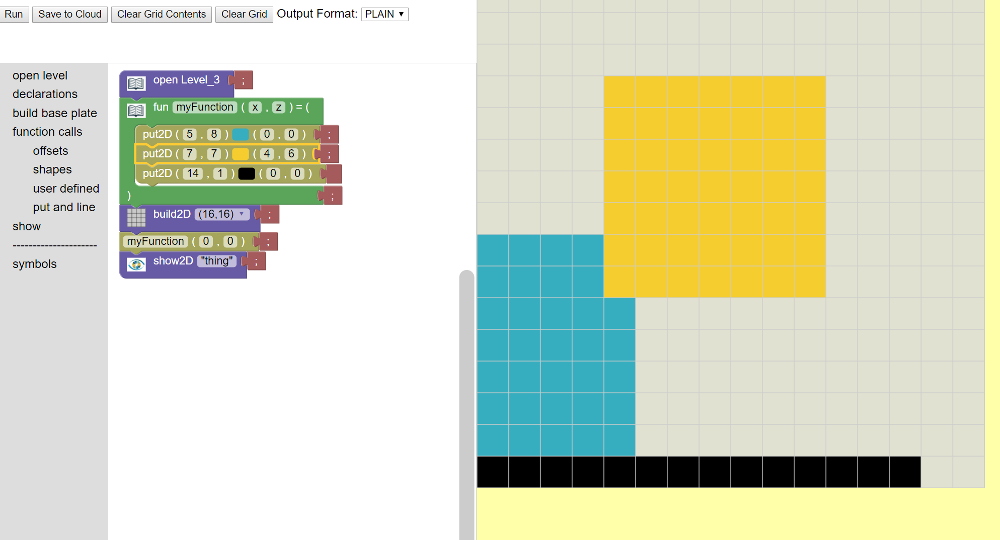 Run Save to Cloud Clear Grid Contents Clear Grid Output Format: PLAIN
open level
declarations
build base plate
function calls
offsets
shapes
user defined
put and line
show
---------------------
symbols
open Level_3 ;
fun myFunction ( x , z ) = (
put2D ( 5 , 8 ) ( 0 , 0 ) ;
put2D ( 7 , 7 ) ( 4 , 6 ) ;
put2D ( 14 , 1 ) ( 0 , 0 )
) ;
build2D (16,16) ;
myFunction ( 0 , 0 ) ;
show2D "thing" ;